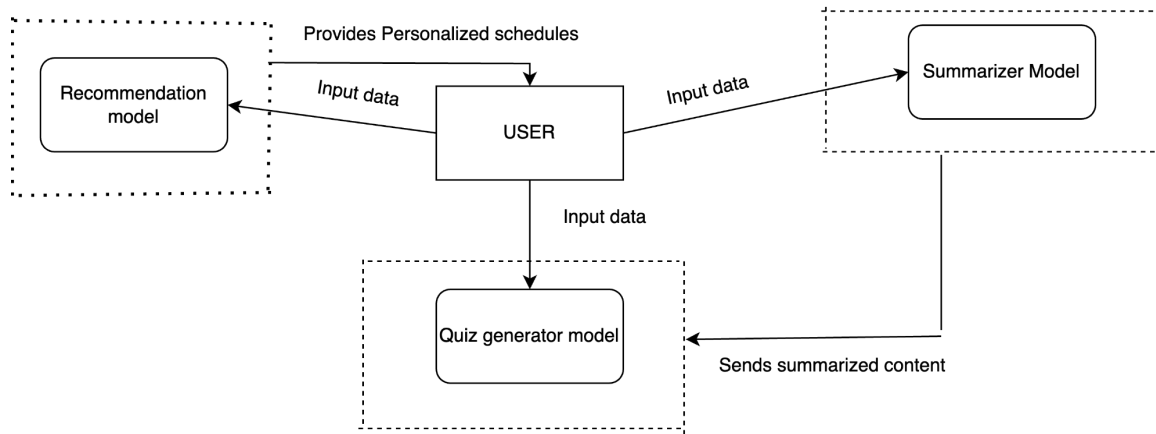 Provides Personalized schedules
Recommendation
model
Input data
USER
Input data
Summarizer Model
Input data
Quiz generator model
Sends summarized content